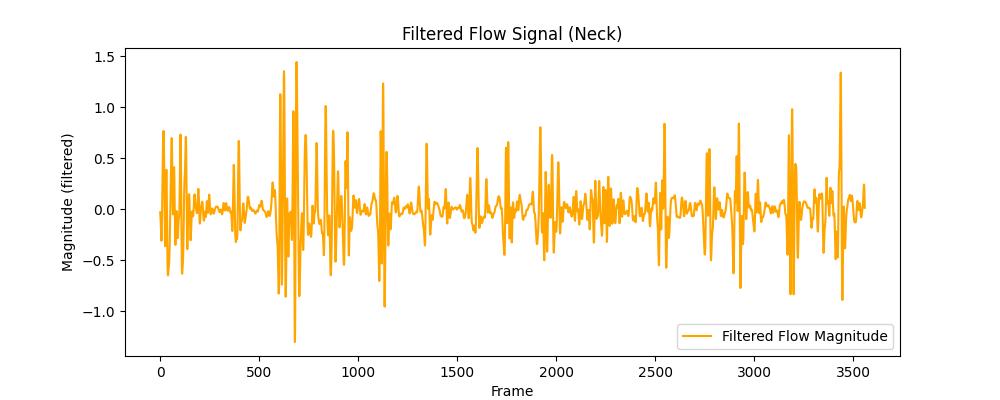 Filtered Flow Signal (Neck)
1.5
1.0
0.5
0.0
−0.5
−1.0
Magnitude (filtered)
Filtered Flow Magnitude
0 500 1000 1500 2000 2500 3000 3500
Frame